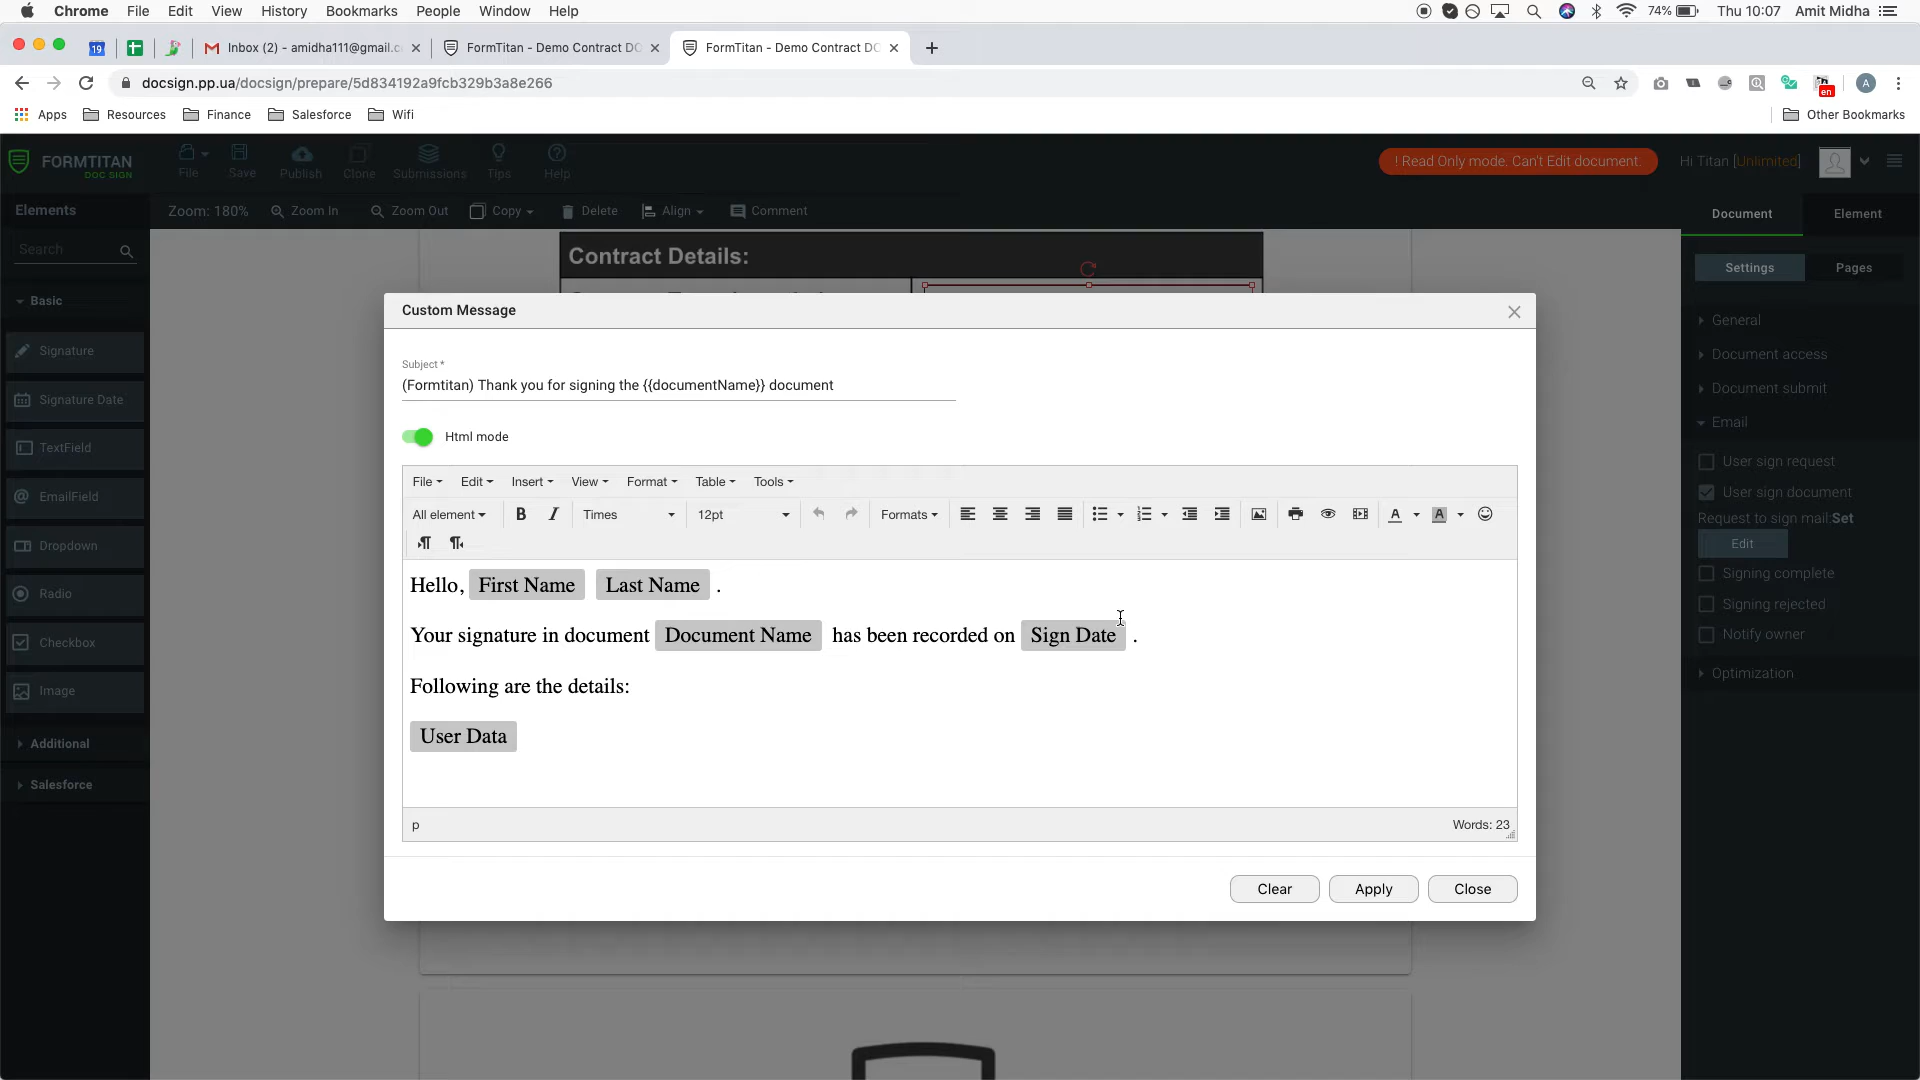 Chrome File Edit View History Bookmarks People Window Help 74% Thu 10:07 Amit Midha
19 Inbox (2) - amidha111@gmail.c FormTitan - Demo Contract DO FormTitan - Demo Contract DO
docsign.pp.ua/docsign/prepare/5d834192a9fcb329b3a8e266 en A
Apps Resources Finance Salesforce Wifi Other Bookmarks
FORMTITAN
DOC SIGN
File Save Publish Clone Submissions Tips Help
! Read Only mode. Can't Edit document. Hi Titan [Unlimited]
Elements Zoom: 180% Zoom In Zoom Out Copy Delete Align Comment Document Element
Search
Settings Pages
Contract Details:
Basic
Signature
Signature Date
TextField
EmailField
Dropdown
Radio
Checkbox
Image
Additional
Salesforce
Custom Message
Subject *
(Formtitan) Thank you for signing the {{documentName}} document
Html mode
File Edit Insert View Format Table Tools
All element B I Times 12pt Formats A A
Hello, First Name Last Name .
Your signature in document Document Name has been recorded on Sign Date .
Following are the details:
User Data
p Words: 23
Clear Apply Close
General
Document access
Document submit
Email
User sign request
User sign document
Request to sign mail:Set
Edit
Signing complete
Signing rejected
Notify owner
Optimization